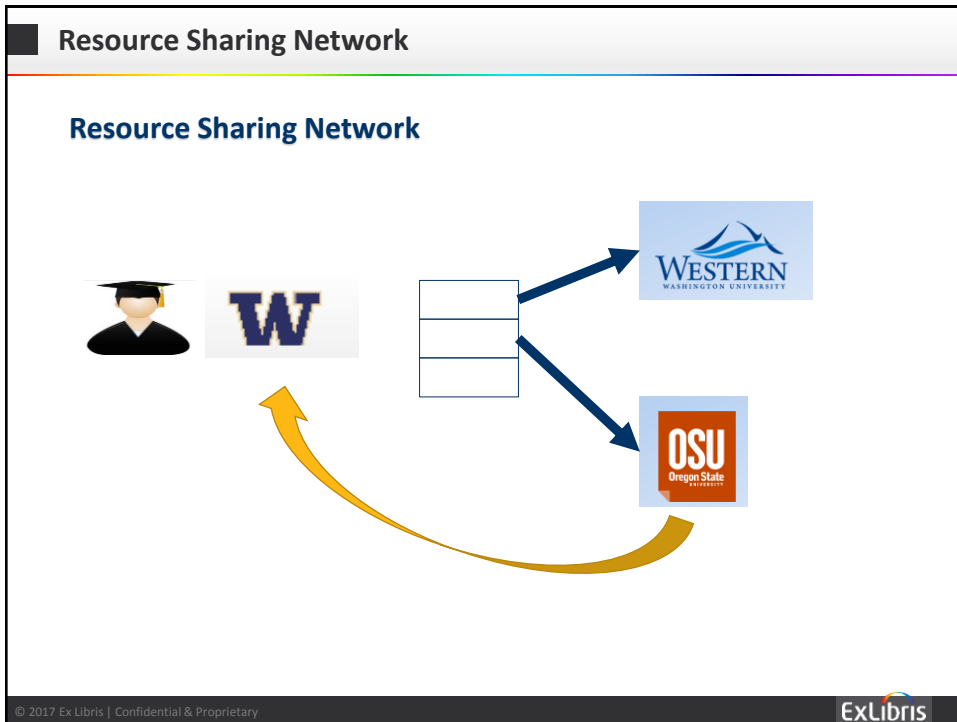 Resource Sharing Network
Resource Sharing Network
W
WESTERN
WASHINGTON UNIVERSITY
OSU
Oregon State
UNIVERSITY
© 2017 Ex Libris | Confidential & Proprietary
ExLibris